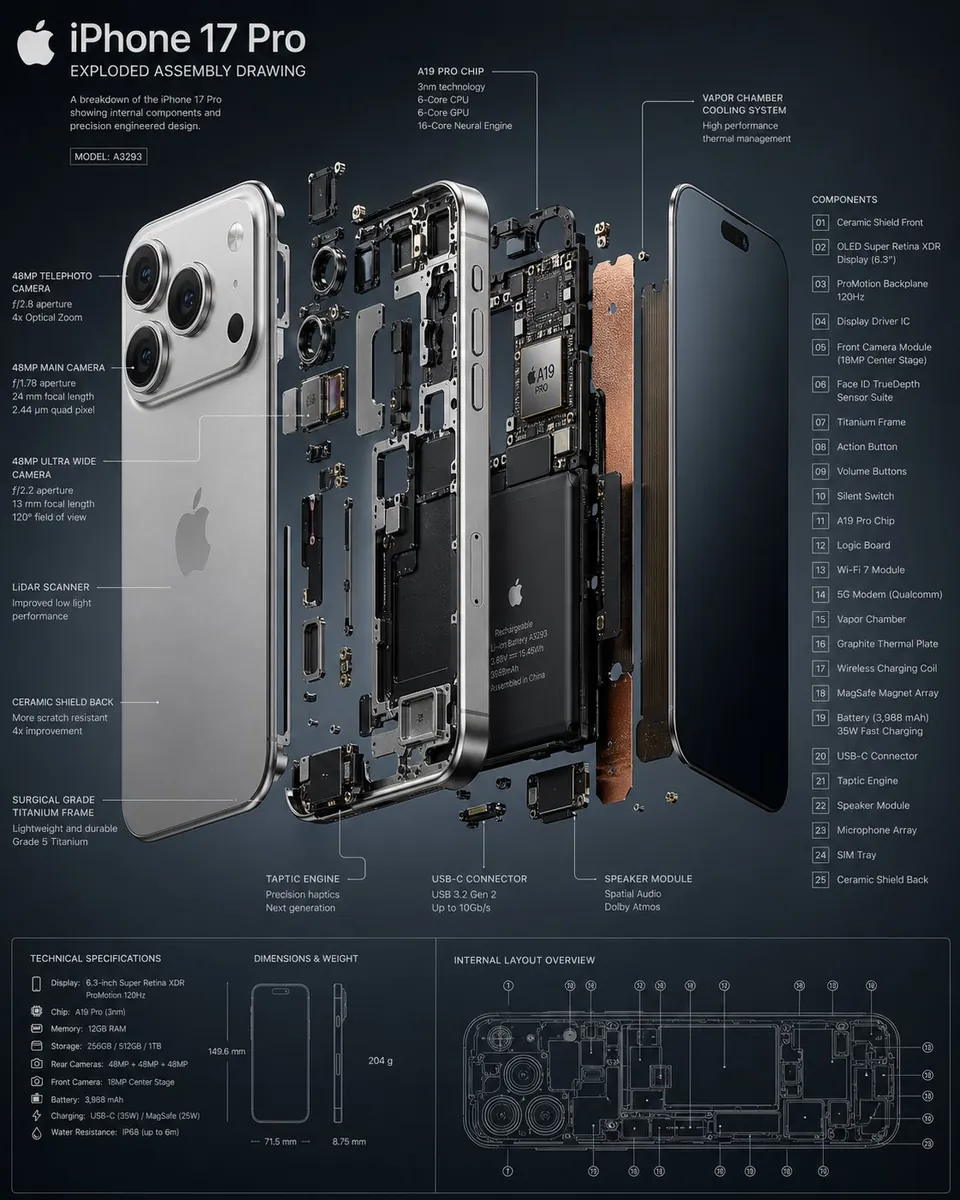 iPhone 17 Pro
EXPLODED ASSEMBLY DRAWING
A breakdown of the iPhone 17 Pro
showing internal components and
precision engineered design.
MODEL: A3293
A19 PRO CHIP
3nm technology
6-Core CPU
6-Core GPU
16-Core Neural Engine
VAPOR CHAMBER
COOLING SYSTEM
High performance
thermal management
48MP TELEPHOTO
CAMERA
ƒ/2.8 aperture
4x Optical Zoom
48MP MAIN CAMERA
ƒ/1.78 aperture
24 mm focal length
2.44 µm quad pixel
48MP ULTRA WIDE
CAMERA
ƒ/2.2 aperture
13 mm focal length
120° field of view
LiDAR SCANNER
Improved low light
performance
CERAMIC SHIELD BACK
More scratch resistant
4x improvement
SURGICAL GRADE
TITANIUM FRAME
Lightweight and durable
Grade 5 Titanium
A19
PRO
Rechargeable
Li-ion Battery A3293
3988mAh
Assembled in China
TAPTIC ENGINE
Precision haptics
Next generation
USB-C CONNECTOR
USB 3.2 Gen 2
Up to 10Gb/s
SPEAKER MODULE
Spatial Audio
Dolby Atmos
COMPONENTS
01 Ceramic Shield Front
02 OLED Super Retina XDR
Display (6.3")
03 ProMotion Backplane
120Hz
04 Display Driver IC
05 Front Camera Module
(18MP Center Stage)
06 Face ID TrueDepth
Sensor Suite
07 Titanium Frame
08 Action Button
09 Volume Buttons
10 Silent Switch
11 A19 Pro Chip
12 Logic Board
13 Wi-Fi 7 Module
14 5G Modem (Qualcomm)
15 Vapor Chamber
16 Graphite Thermal Plate
17 Wireless Charging Coil
18 MagSafe Magnet Array
19 Battery (3,988 mAh)
35W Fast Charging
20 USB-C Connector
21 Taptic Engine
22 Speaker Module
23 Microphone Array
24 SIM Tray
25 Ceramic Shield Back
TECHNICAL SPECIFICATIONS
Display: 6.3-inch Super Retina XDR
ProMotion 120Hz
Chip: A19 Pro (3nm)
Memory: 12GB RAM
Storage: 256GB / 512GB / 1TB
Rear Cameras: 48MP + 48MP + 48MP
Front Camera: 18MP Center Stage
Battery: 3,988 mAh
Charging: USB-C (35W) / MagSafe (25W)
Water Resistance: IP68 (up to 6m)
DIMENSIONS & WEIGHT
149.6 mm
204 g
71.5 mm
8.75 mm
INTERNAL LAYOUT OVERVIEW